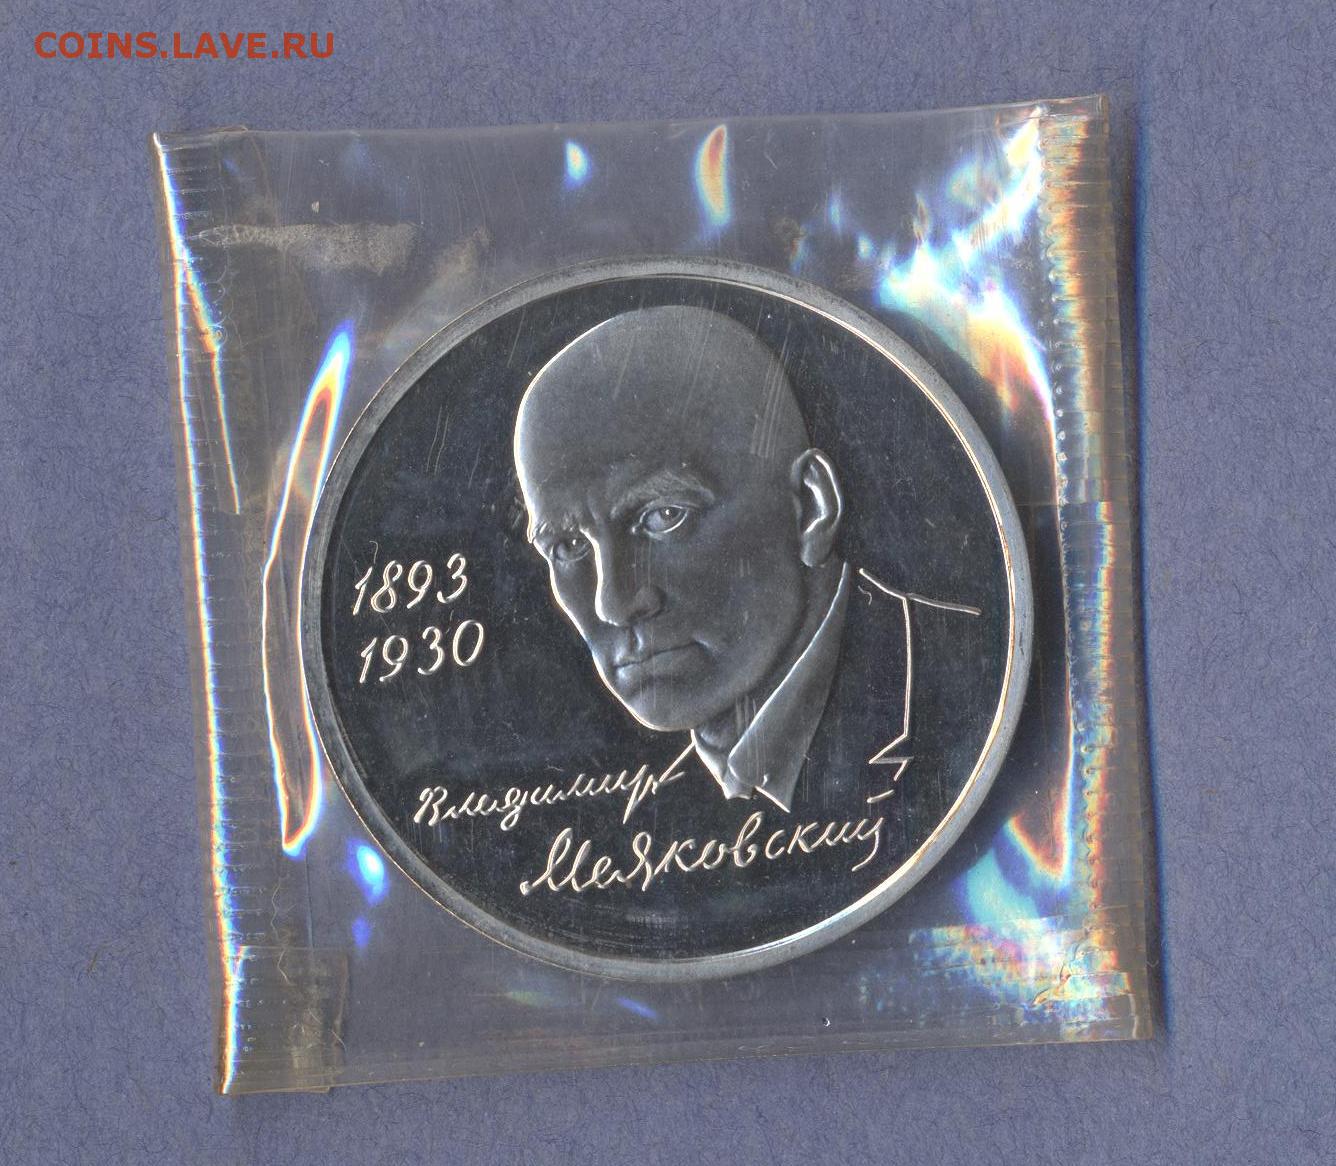 COINS.LAVE.RU
1893
1930
Владимир
Маяковский